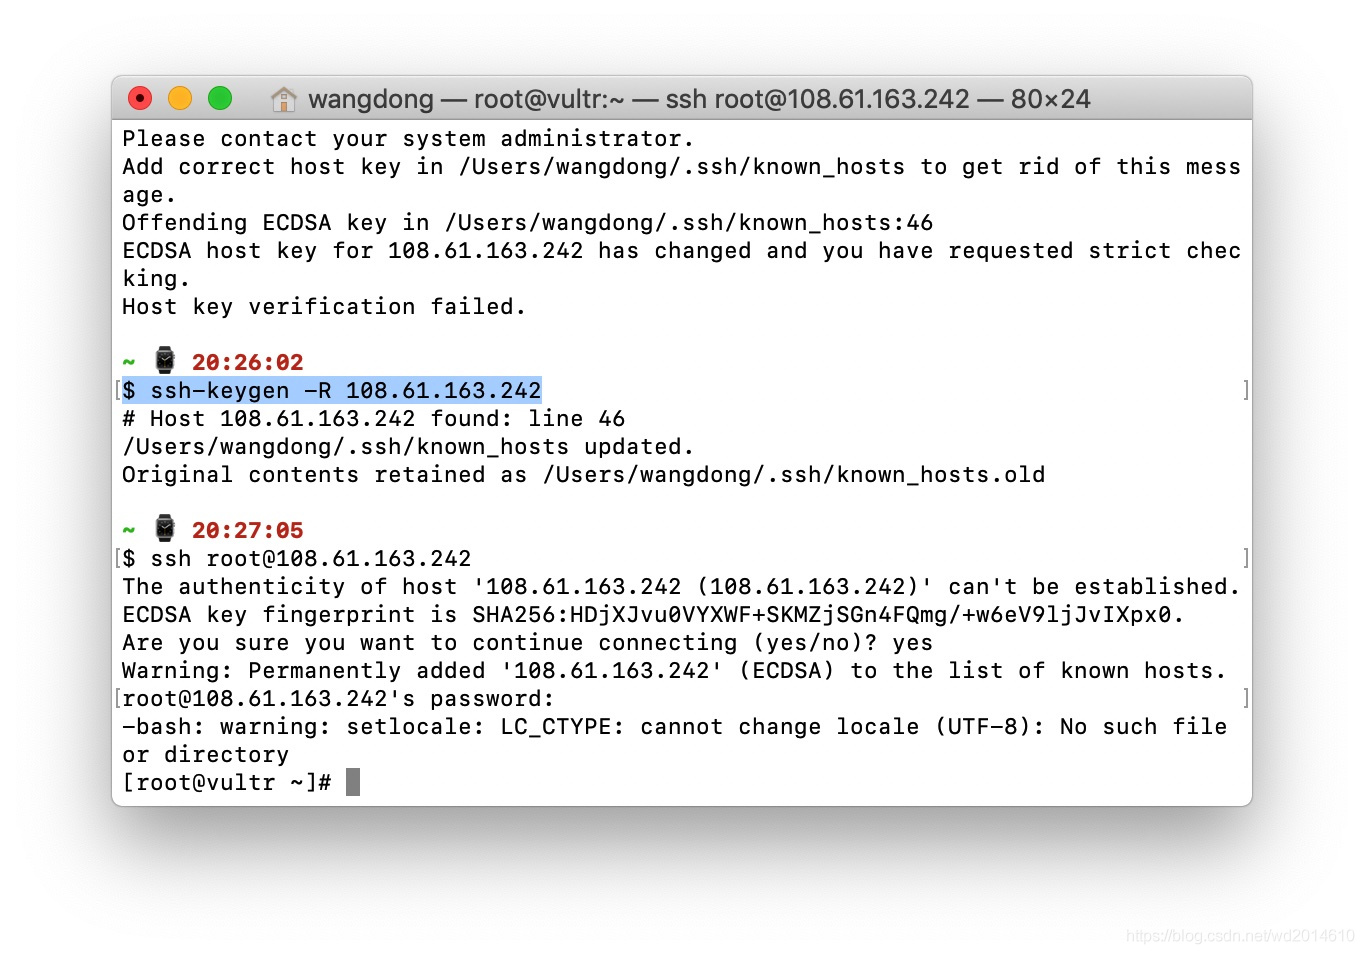 wangdong — root@vultr:~ — ssh root@108.61.163.242 — 80×24
Please contact your system administrator.
Add correct host key in /Users/wangdong/.ssh/known_hosts to get rid of this mess
age.
Offending ECDSA key in /Users/wangdong/.ssh/known_hosts:46
ECDSA host key for 108.61.163.242 has changed and you have requested strict chec
king.
Host key verification failed.
~ ⌚ 20:26:02
[$ ssh-keygen -R 108.61.163.242 ]
# Host 108.61.163.242 found: line 46
/Users/wangdong/.ssh/known_hosts updated.
Original contents retained as /Users/wangdong/.ssh/known_hosts.old
~ ⌚ 20:27:05
[$ ssh root@108.61.163.242 ]
The authenticity of host '108.61.163.242 (108.61.163.242)' can't be established.
ECDSA key fingerprint is SHA256:HDjXJvu0VYXWF+SKMZjSGn4FQmg/+w6eV9ljJvIXpx0.
Are you sure you want to continue connecting (yes/no)? yes
Warning: Permanently added '108.61.163.242' (ECDSA) to the list of known hosts.
[root@108.61.163.242's password: ]
-bash: warning: setlocale: LC_CTYPE: cannot change locale (UTF-8): No such file
or directory
[root@vultr ~]#
https://blog.csdn.net/wd2014610